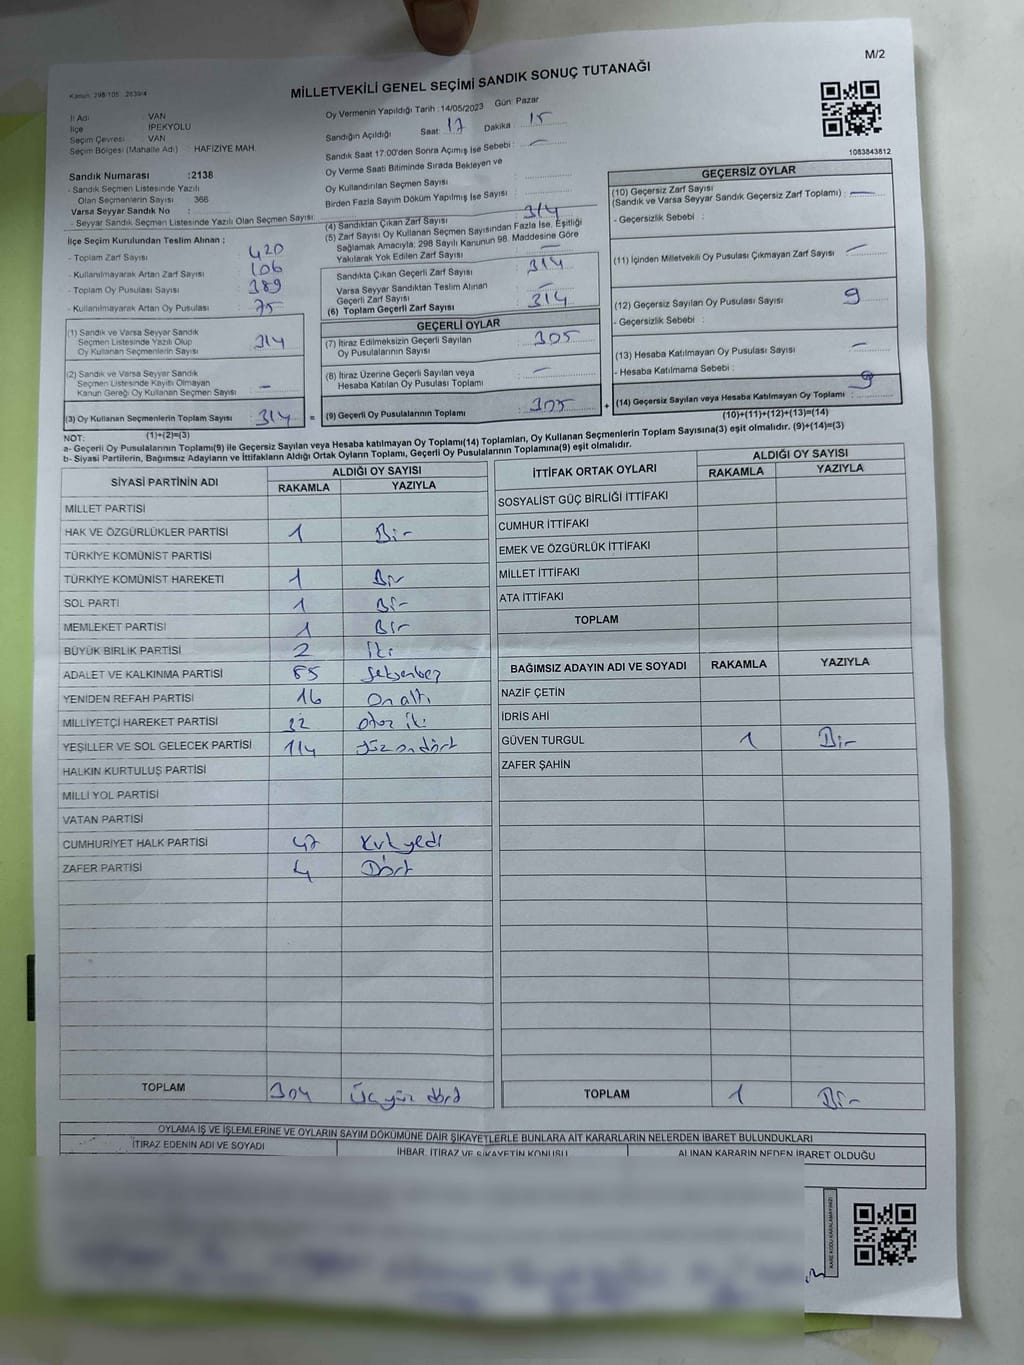 M/2
Kanun: 298/105 2839/4
MİLLETVEKİLİ GENEL SEÇİMİ SANDIK SONUÇ TUTANAĞI
İl Adı : VAN
İlçe : İPEKYOLU
Seçim Çevresi : VAN
Seçim Bölgesi (Mahalle Adı) : HAFIZIYE MAH.
Oy Vermenin Yapıldığı Tarih : 14/05/2023 Gün: Pazar
Sandığın Açıldığı Saat: 17 Dakika : 15
Sandık Saat 17:00'den Sonra Açımış İse Sebebi : —
Oy Verme Saati Bitiminde Sırada Bekleyen ve
Oy Kullandırılan Seçmen Sayısı
Birden Fazla Sayım Döküm Yapılmış İse Sayısı :
1083843812
Sandık Numarası :2138
- Sandık Seçmen Listesinde Yazılı
Olan Seçmenlerin Sayısı 366
Varsa Seyyar Sandık No :
- Seyyar Sandık Seçmen Listesinde Yazılı Olan Seçmen Sayısı:
İlçe Seçim Kurulundan Teslim Alınan ;
- Toplam Zarf Sayısı : 420
- Kullanılmayarak Artan Zarf Sayısı : 106
- Toplam Oy Pusulası Sayısı : 389
- Kullanılmayarak Artan Oy Pusulası : 75
(1) Sandık ve Varsa Seyyar Sandık
Seçmen Listesinde Yazılı Olup
Oy Kullanan Seçmenlerin Sayısı : 314
(2) Sandık ve Varsa Seyyar Sandık
Seçmen Listesinde Kayıtlı Olmayan
Kanun Gereği Oy Kullanan Seçmen Sayısı : —
(3) Oy Kullanan Seçmenlerin Toplam Sayısı : 314
(1)+(2)=(3)
(4) Sandıktan Çıkan Zarf Sayısı : 314
(5) Zarf Sayısı Oy Kullanan Seçmen Sayısından Fazla İse, Eşitliği
Sağlamak Amacıyla, 298 Sayılı Kanunun 98. Maddesine Göre
Yakılarak Yok Edilen Zarf Sayısı : —
Sandıkta Çıkan Geçerli Zarf Sayısı : 314
Varsa Seyyar Sandıktan Teslim Alınan
Geçerli Zarf Sayısı : —
(6) Toplam Geçerli Zarf Sayısı : 314
GEÇERLİ OYLAR
(7) İtiraz Edilmeksizin Geçerli Sayılan
Oy Pusulalarının Sayısı : 305
(8) İtiraz Üzerine Geçerli Sayılan veya
Hesaba Katılan Oy Pusulası Toplamı : —
= (9) Geçerli Oy Pusulalarının Toplamı : 305
GEÇERSİZ OYLAR
(10) Geçersiz Zarf Sayısı
(Sandık ve Varsa Seyyar Sandık Geçersiz Zarf Toplamı) : —
- Geçersizlik Sebebi :
(11) İçinden Milletvekili Oy Pusulası Çıkmayan Zarf Sayısı : —
(12) Geçersiz Sayılan Oy Pusulası Sayısı : 9
- Geçersizlik Sebebi :
(13) Hesaba Katılmayan Oy Pusulası Sayısı : —
- Hesaba Katılmama Sebebi :
+ (14) Geçersiz Sayılan veya Hesaba Katılmayan Oy Toplamı : 9
(10)+(11)+(12)+(13)=(14)
NOT:
a- Geçerli Oy Pusulalarının Toplamı(9) ile Geçersiz Sayılan veya Hesaba katılmayan Oy Toplamı(14) Toplamları, Oy Kullanan Seçmenlerin Toplam Sayısına(3) eşit olmalıdır. (9)+(14)=(3)
b- Siyasi Partilerin, Bağımsız Adayların ve İttifakların Aldığı Ortak Oyların Toplamı, Geçerli Oy Pusulalarının Toplamına(9) eşit olmalıdır.
SİYASİ PARTİNİN ADI ALDIĞI OY SAYISI
RAKAMLA YAZIYLA
MİLLET PARTİSİ
HAK VE ÖZGÜRLÜKLER PARTİSİ 1 Bir
TÜRKİYE KOMÜNİST PARTİSİ
TÜRKİYE KOMÜNİST HAREKETİ 1 Bir
SOL PARTİ 1 Bir
MEMLEKET PARTİSİ 1 Bir
BÜYÜK BİRLİK PARTİSİ 2 İki
ADALET VE KALKINMA PARTİSİ 85 Seksenbeş
YENİDEN REFAH PARTİSİ 16 On altı
MİLLİYETÇİ HAREKET PARTİSİ 32 otuz iki
YEŞİLLER VE SOL GELECEK PARTİSİ 114 Yüz on dört
HALKIN KURTULUŞ PARTİSİ
MİLLİ YOL PARTİSİ
VATAN PARTİSİ
CUMHURİYET HALK PARTİSİ 47 Kırk yedi
ZAFER PARTİSİ 4 Dört
TOPLAM 304 Üç yüz dört
İTTİFAK ORTAK OYLARI ALDIĞI OY SAYISI
RAKAMLA YAZIYLA
SOSYALİST GÜÇ BİRLİĞİ İTTİFAKI
CUMHUR İTTİFAKI
EMEK VE ÖZGÜRLÜK İTTİFAKI
MİLLET İTTİFAKI
ATA İTTİFAKI
TOPLAM
BAĞIMSIZ ADAYIN ADI VE SOYADI RAKAMLA YAZIYLA
NAZİF ÇETİN
İDRİS AHİ
GÜVEN TURGUL 1 Bir
ZAFER ŞAHİN
TOPLAM 1 Bir
OYLAMA İŞ VE İŞLEMLERİNE VE OYLARIN SAYIM DÖKÜMÜNE DAİR ŞİKAYETLERLE BUNLARA AİT KARARLARIN NELERDEN İBARET BULUNDUKLARI
İTİRAZ EDENİN ADI VE SOYADI İHBAR, İTİRAZ VE ŞİKAYETİN KONUSU ALINAN KARARIN NEDEN İBARET OLDUĞU
KARE KODU KARALAMAYINIZ!